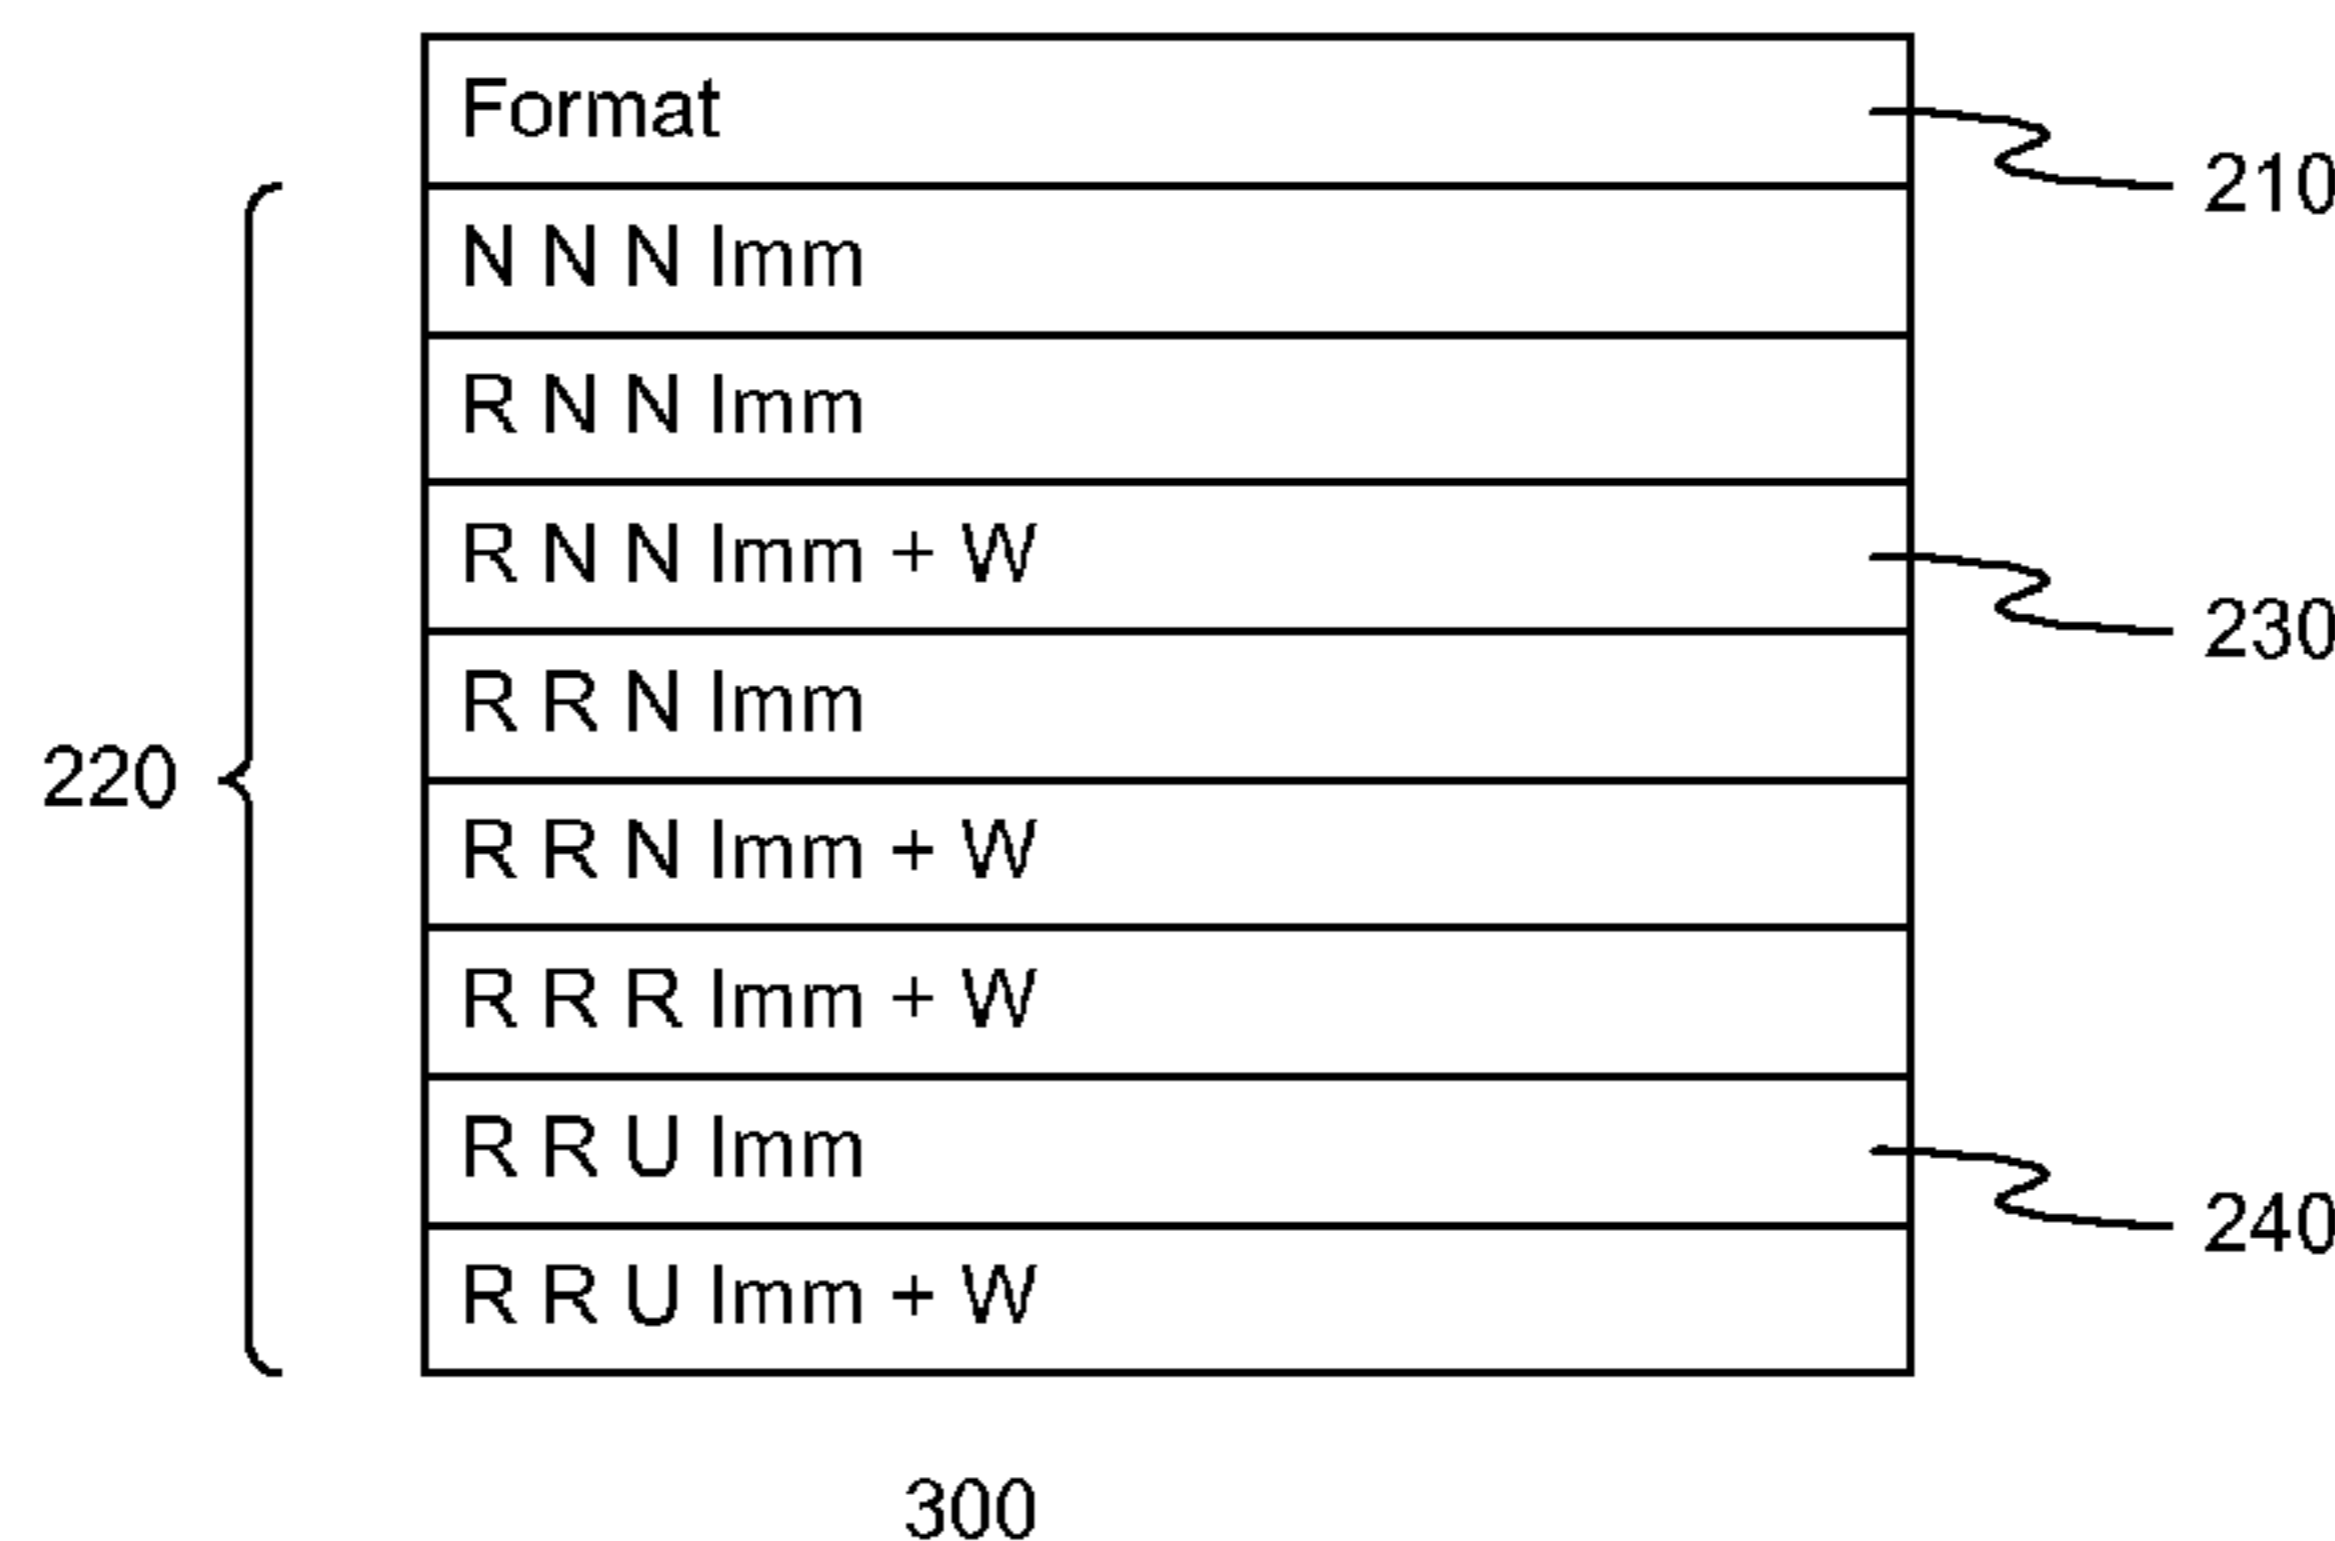 Format
210
N N N Imm
R N N Imm
R N N Imm + W
230
R R N Imm
220
R R N Imm + W
R R R Imm + W
R R U Imm
240
R R U Imm + W
300